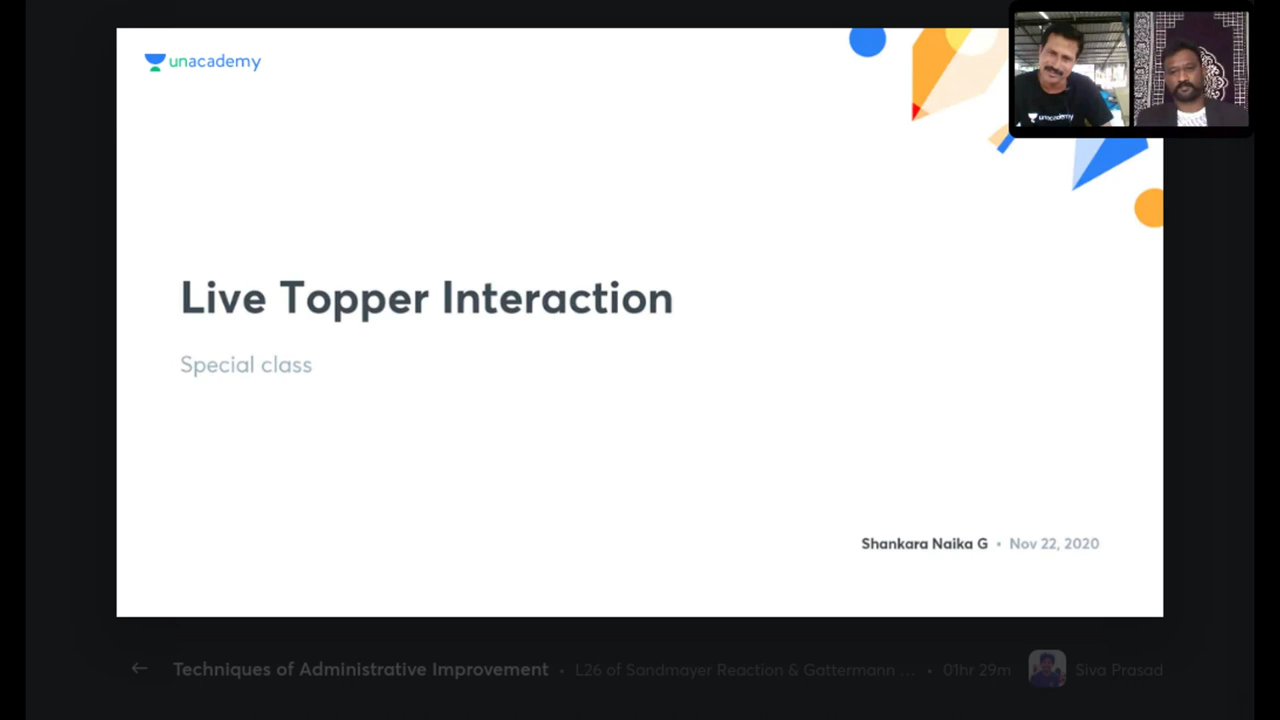 unacademy
unacademy
Live Topper Interaction
Special class
Shankara Naika G • Nov 22, 2020
← Techniques of Administrative Improvement • L26 of Sandmayer Reaction & Gattermann ... • 01hr 29m Siva Prasad